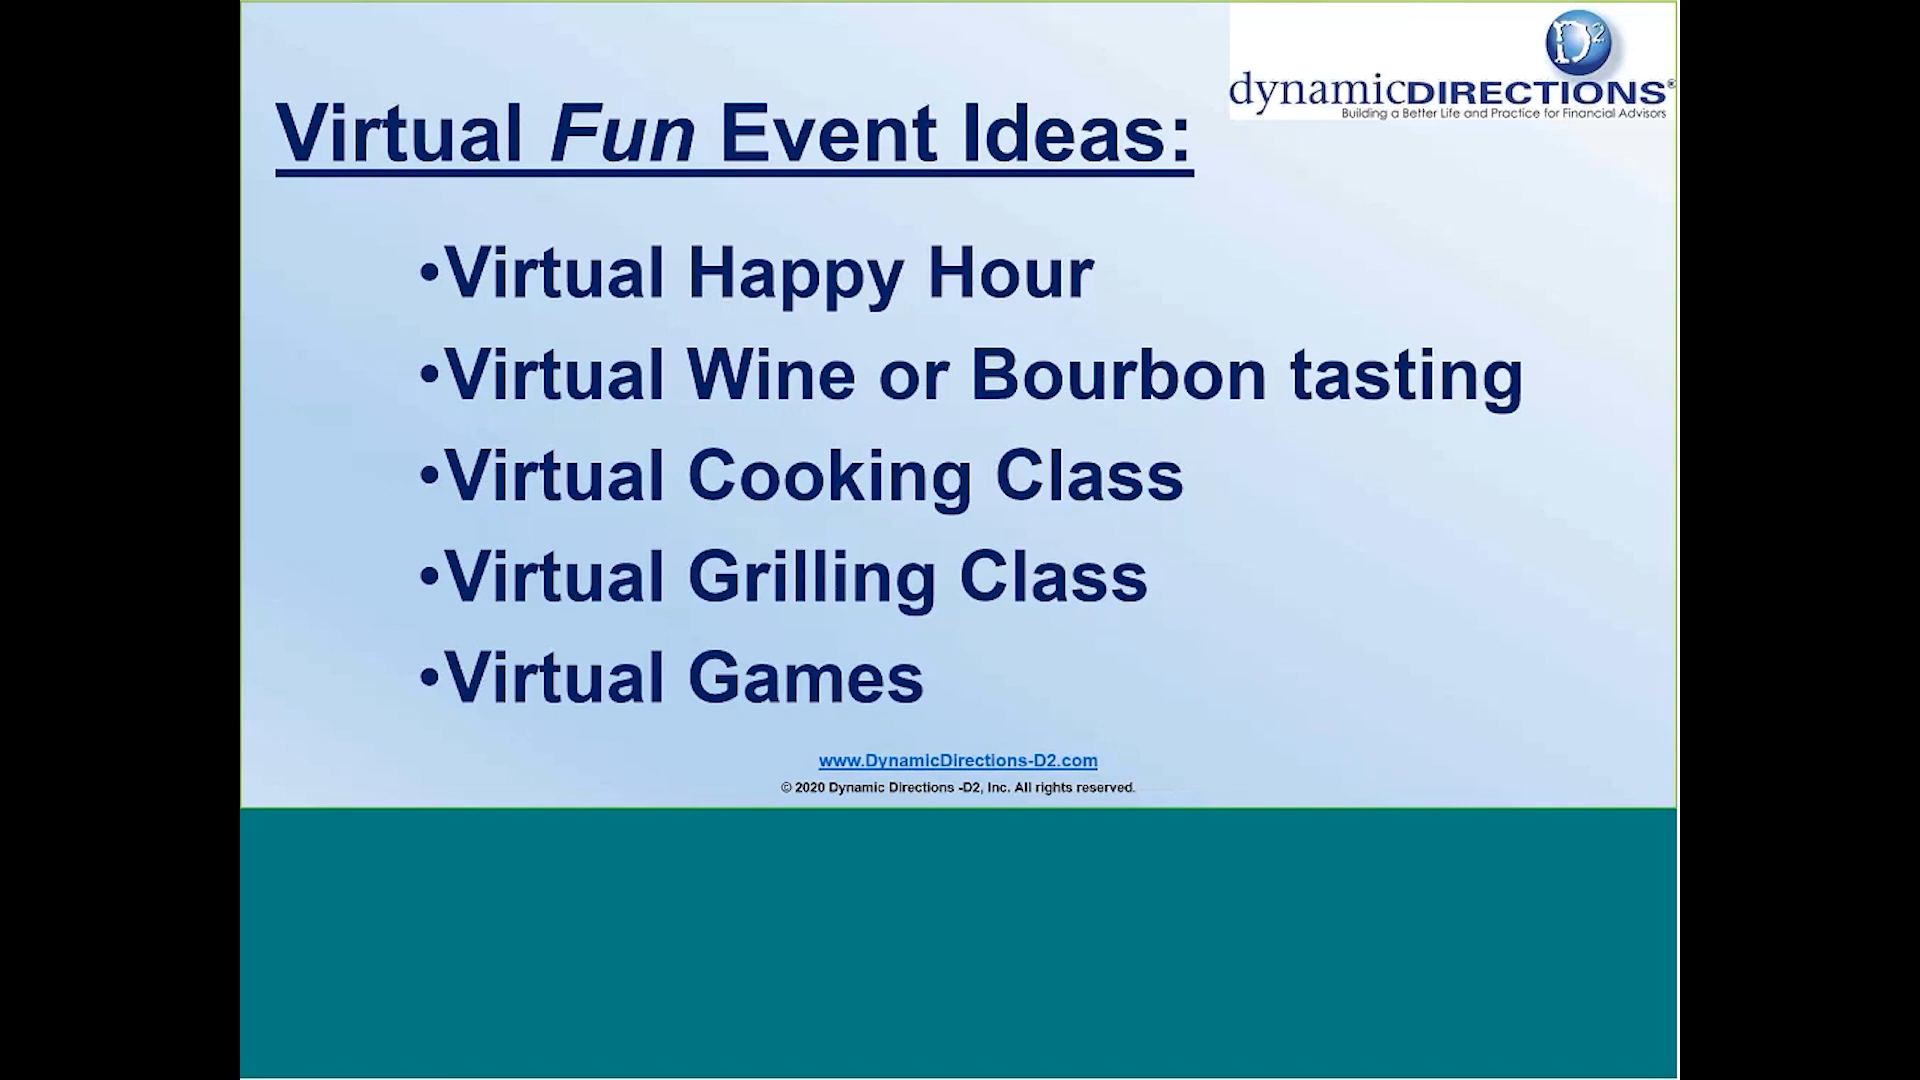 D2
dynamicDIRECTIONS®
Building a Better Life and Practice for Financial Advisors
Virtual Fun Event Ideas:
•Virtual Happy Hour
•Virtual Wine or Bourbon tasting
•Virtual Cooking Class
•Virtual Grilling Class
•Virtual Games
www.DynamicDirections-D2.com
© 2020 Dynamic Directions -D2, Inc. All rights reserved.